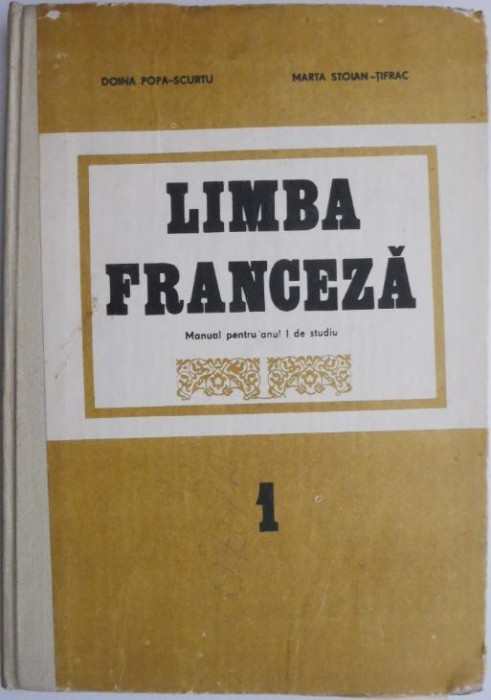 DOINA POPA-SCURTU MARTA STOIAN-ȚIFRAC
LIMBA
FRANCEZĂ
Manual pentru anul I de studiu
1